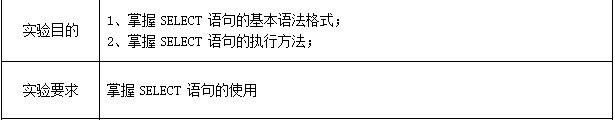 实验目的
1、掌握 SELECT 语句的基本语法格式；
2、掌握 SELECT 语句的执行方法；
实验要求
掌握 SELECT 语句的使用